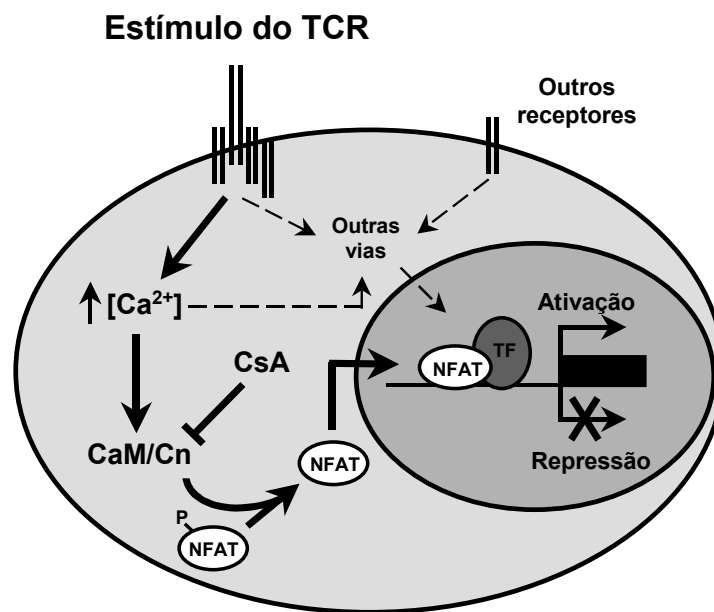 Estímulo do TCR
Outros
receptores
Outras
vias
[Ca²⁺]
Ativação
CsA
NFAT
TF
CaM/Cn
NFAT
Repressão
P
NFAT